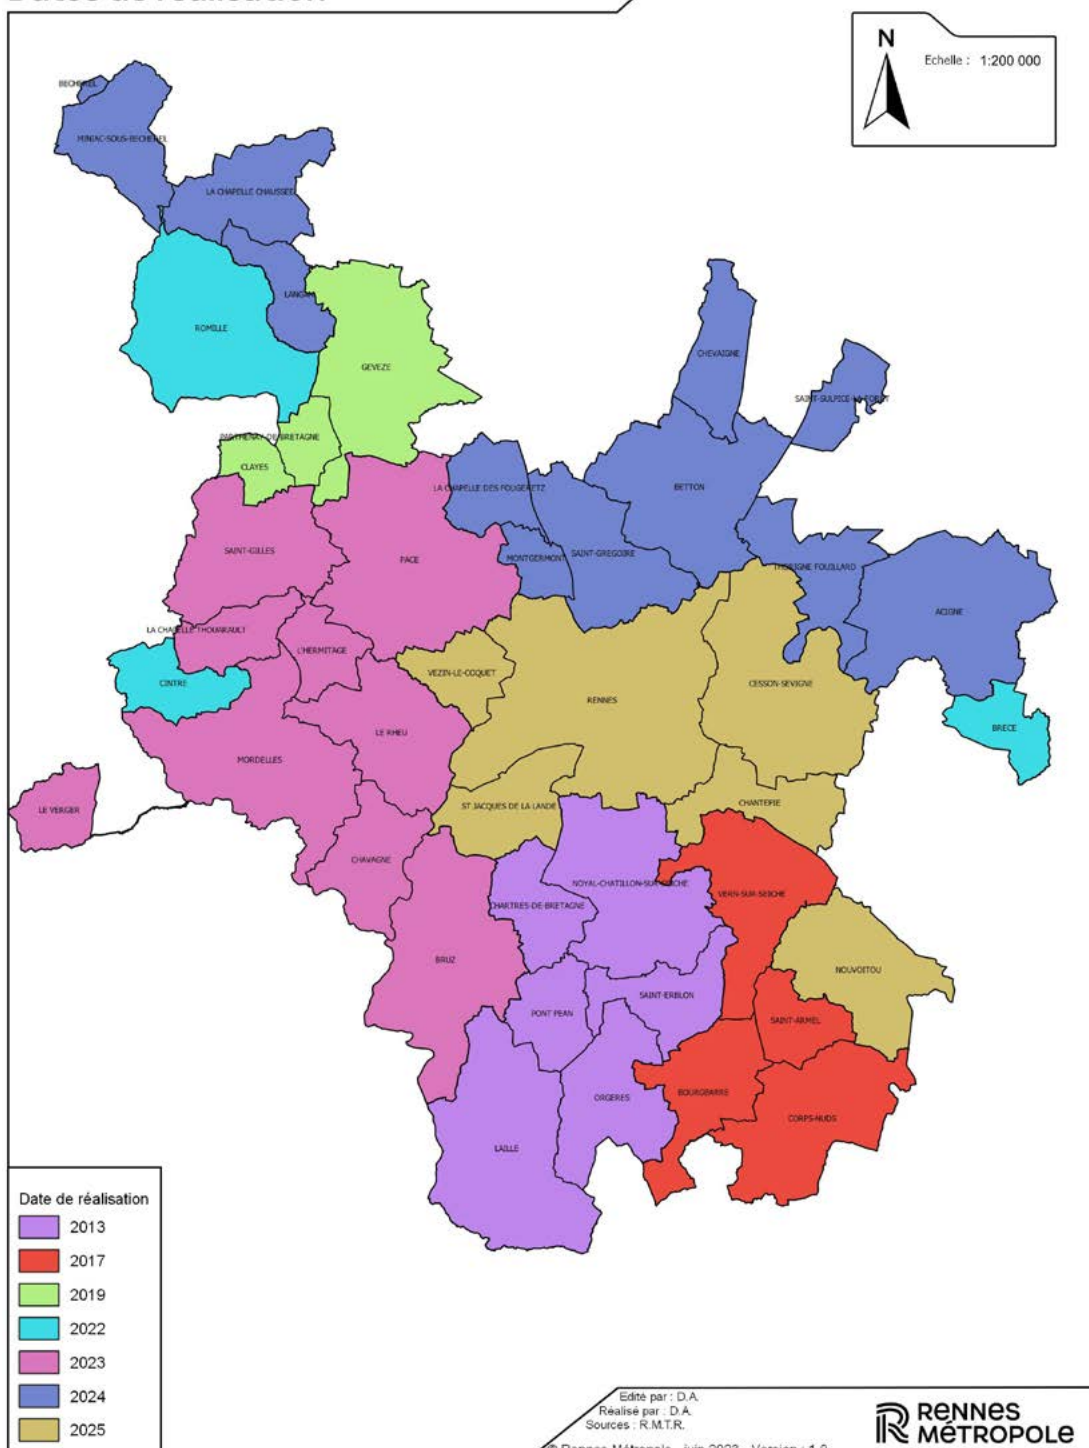 N
Echelle : 1:200 000
BECHEREL
MINIAC-SOUS-BECHEREL
LA CHAPELLE CHAUSSEE
LANGAN
ROMILLE
GEVEZE
CHEVAIGNE
SAINT-SULPICE-LA-FORET
PARTHENAY-DE-BRETAGNE
CLAYES
LA CHAPELLE DES FOUGERETZ
BETTON
SAINT-GILLES
PACE
MONTGERMONT
SAINT-GREGOIRE
THORIGNE FOUILLARD
ACIGNE
LA CHAPELLE THOUARAULT
L'HERMITAGE
CINTRE
VEZIN-LE-COQUET
RENNES
CESSON-SEVIGNE
BRECE
LE RHEU
MORDELLES
LE VERGER
ST JACQUES DE LA LANDE
CHANTEPIE
CHAVAGNE
NOYAL-CHATILLON-SUR-SEICHE
VERN-SUR-SEICHE
CHARTRES-DE-BRETAGNE
BRUZ
NOUVOITOU
SAINT-ERBLON
PONT PEAN
SAINT-ARMEL
ORGERES
BOURGBARRE
CORPS-NUDS
LAILLE
Date de réalisation
2013
2017
2019
2022
2023
2024
2025
Edité par : D.A.
Réalisé par : D.A.
Sources : R.M.T.R.
RENNES
MÉTROPOLE